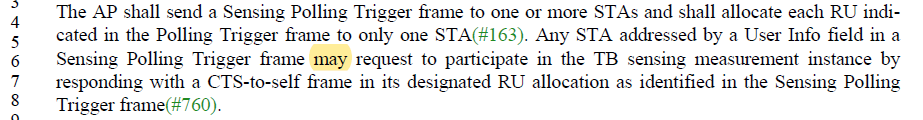 3
4 The AP shall send a Sensing Polling Trigger frame to one or more STAs and shall allocate each RU indi-
5 cated in the Polling Trigger frame to only one STA(#163). Any STA addressed by a User Info field in a
6 Sensing Polling Trigger frame may request to participate in the TB sensing measurement instance by
7 responding with a CTS-to-self frame in its designated RU allocation as identified in the Sensing Polling
8 Trigger frame(#760).